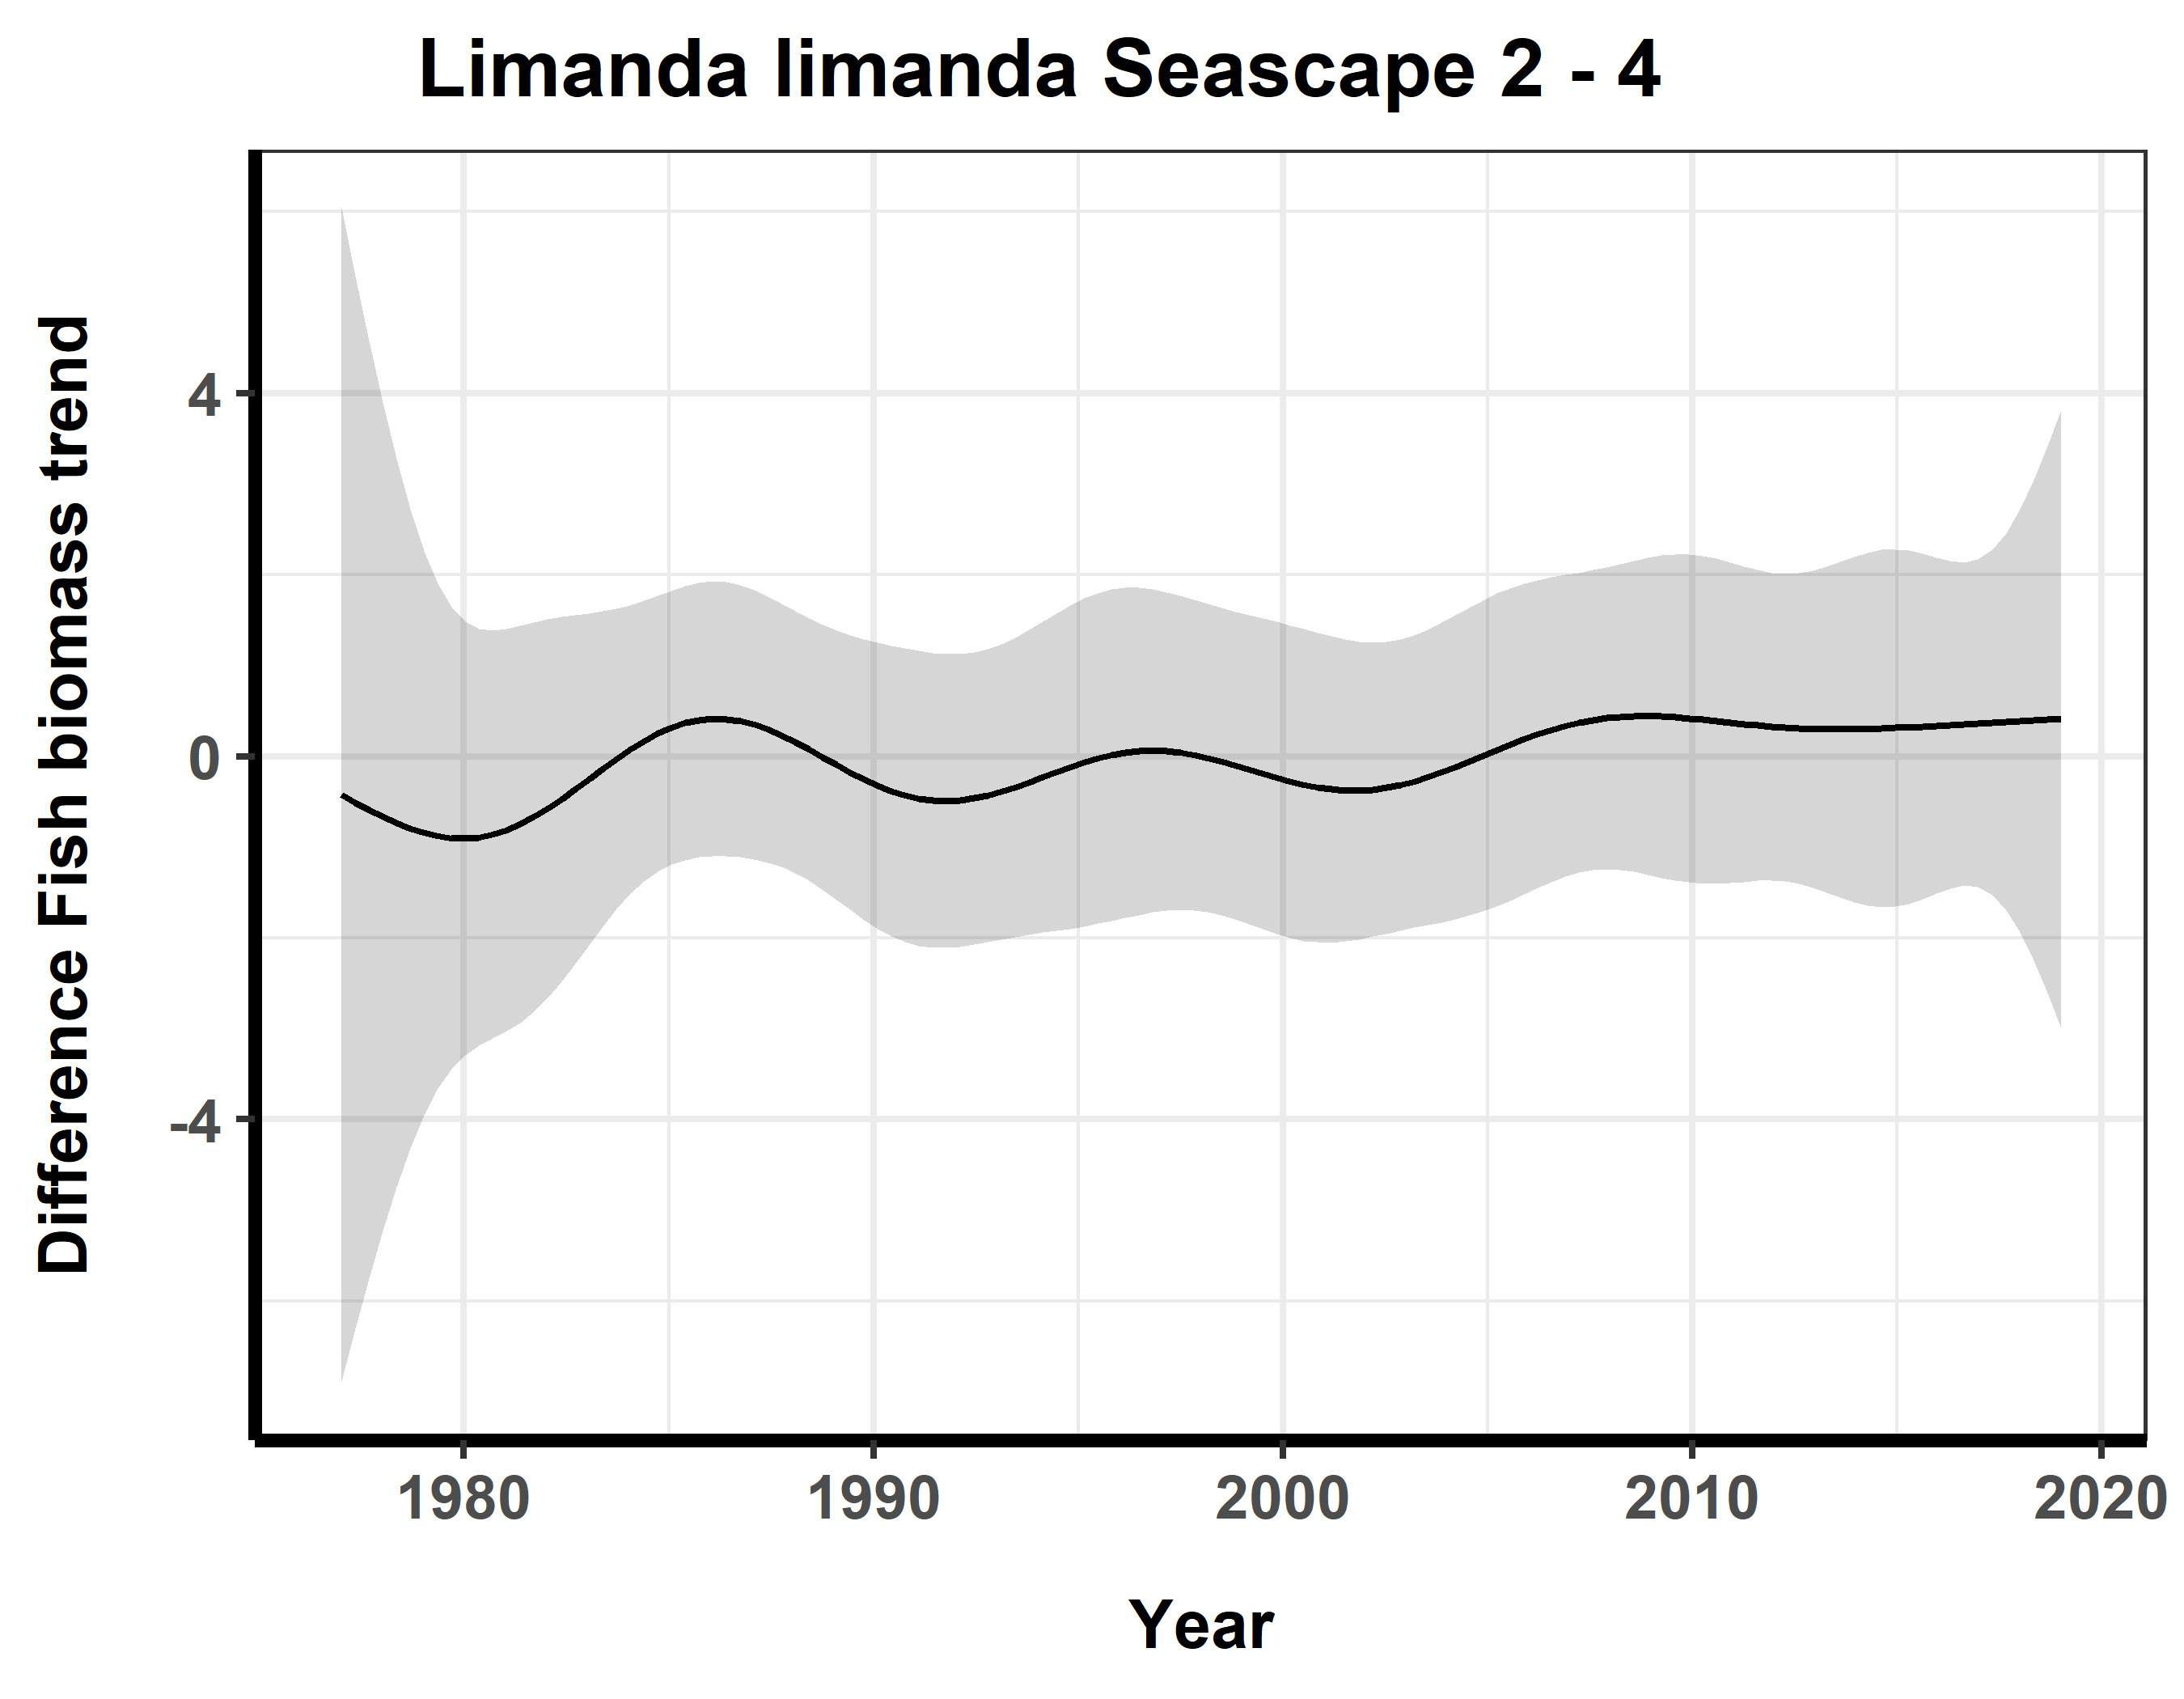 Limanda limanda Seascape 2 - 4
Difference Fish biomass trend
4
0
-4
1980 1990 2000 2010 2020
Year